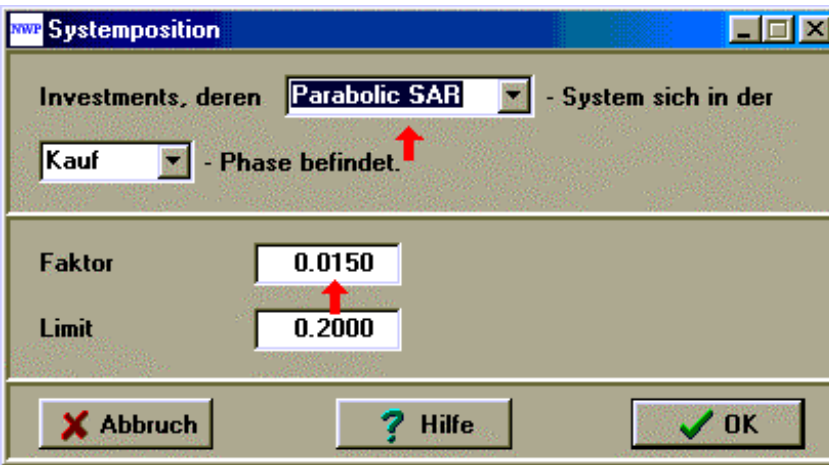 NWP Systemposition
Investments, deren Parabolic SAR - System sich in der
Kauf - Phase befindet.
Faktor 0.0150
Limit 0.2000
Abbruch ? Hilfe OK